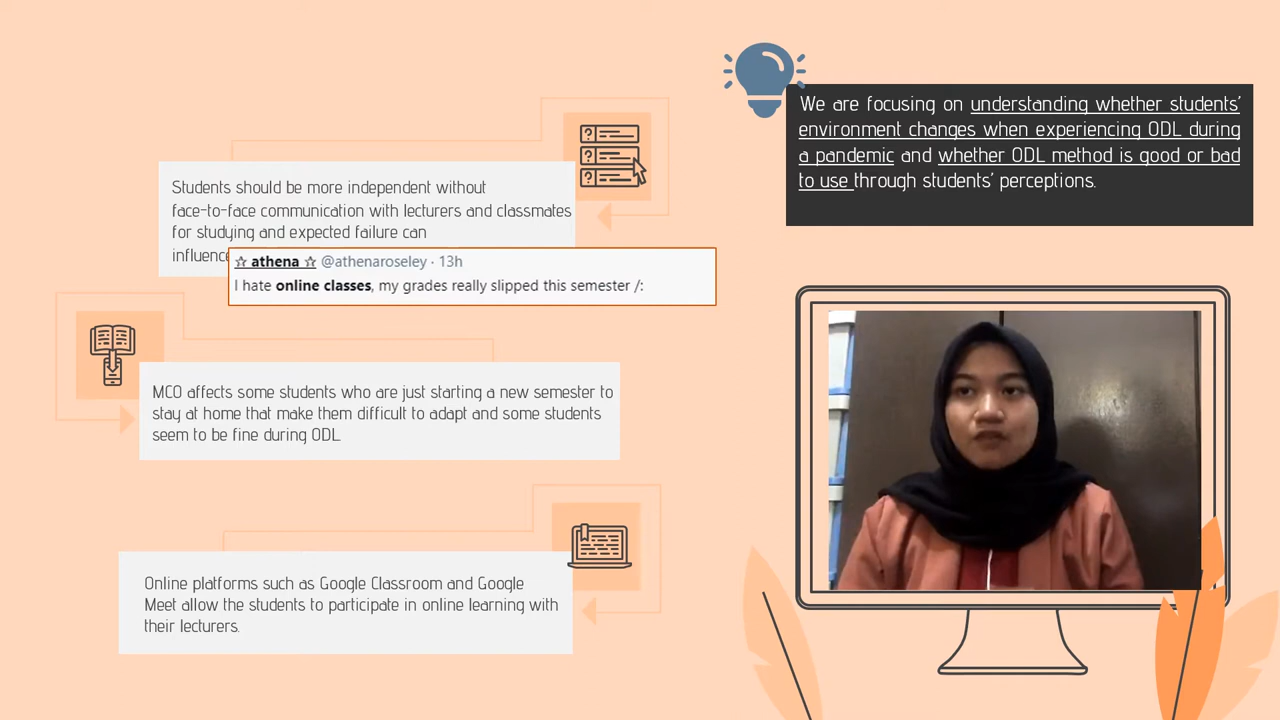 Students should be more independent without
face-to-face communication with lecturers and classmates
for studying and expected failure can
influence
☆ athena ☆ @athenaroseley · 13h
I hate online classes, my grades really slipped this semester /:
MCO affects some students who are just starting a new semester to
stay at home that make them difficult to adapt and some students
seem to be fine during ODL.
Online platforms such as Google Classroom and Google
Meet allow the students to participate in online learning with
their lecturers.
We are focusing on understanding whether students'
environment changes when experiencing ODL during
a pandemic and whether ODL method is good or bad
to use through students' perceptions.